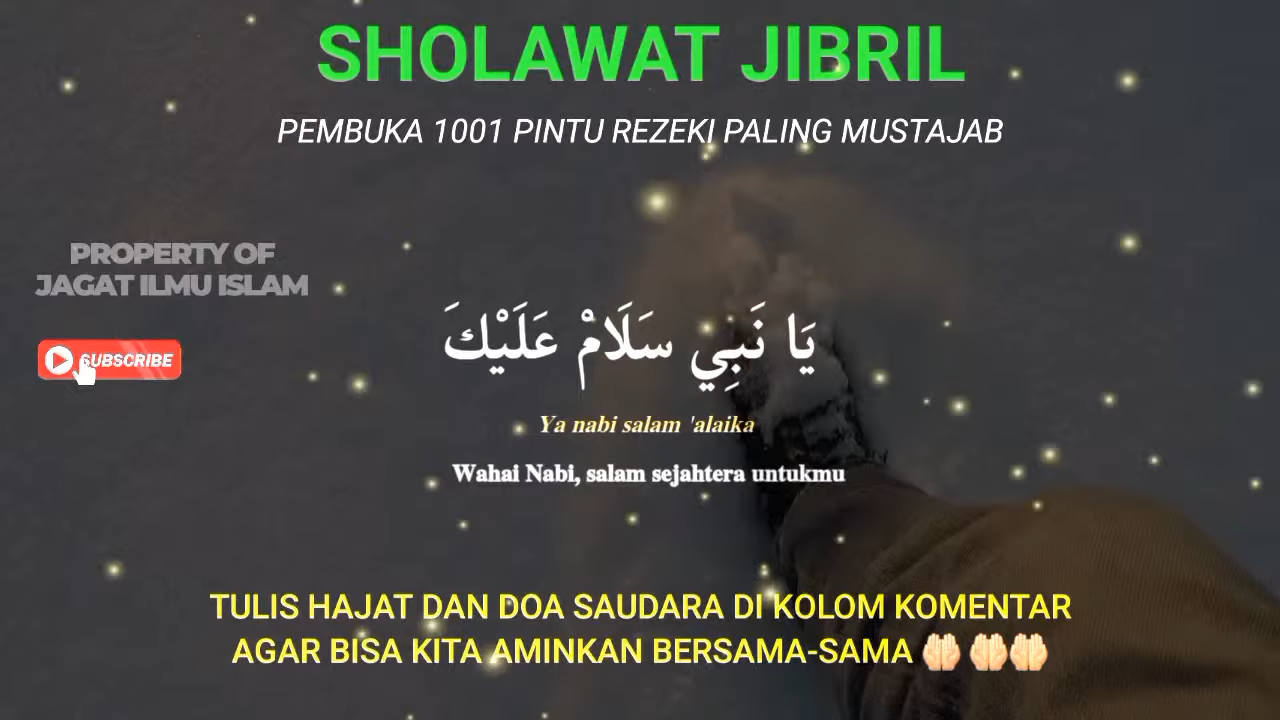 SHOLAWAT JIBRIL
PEMBUKA 1001 PINTU REZEKI PALING MUSTAJAB
PROPERTY OF
JAGAT ILMU ISLAM
يَا نَبِي سَلَامْ عَلَيْكَ
SUBSCRIBE
Ya nabi salam 'alaika
Wahai Nabi, salam sejahtera untukmu
TULIS HAJAT DAN DOA SAUDARA DI KOLOM KOMENTAR
AGAR BISA KITA AMINKAN BERSAMA-SAMA 🤲🏻 🤲🏻🤲🏻